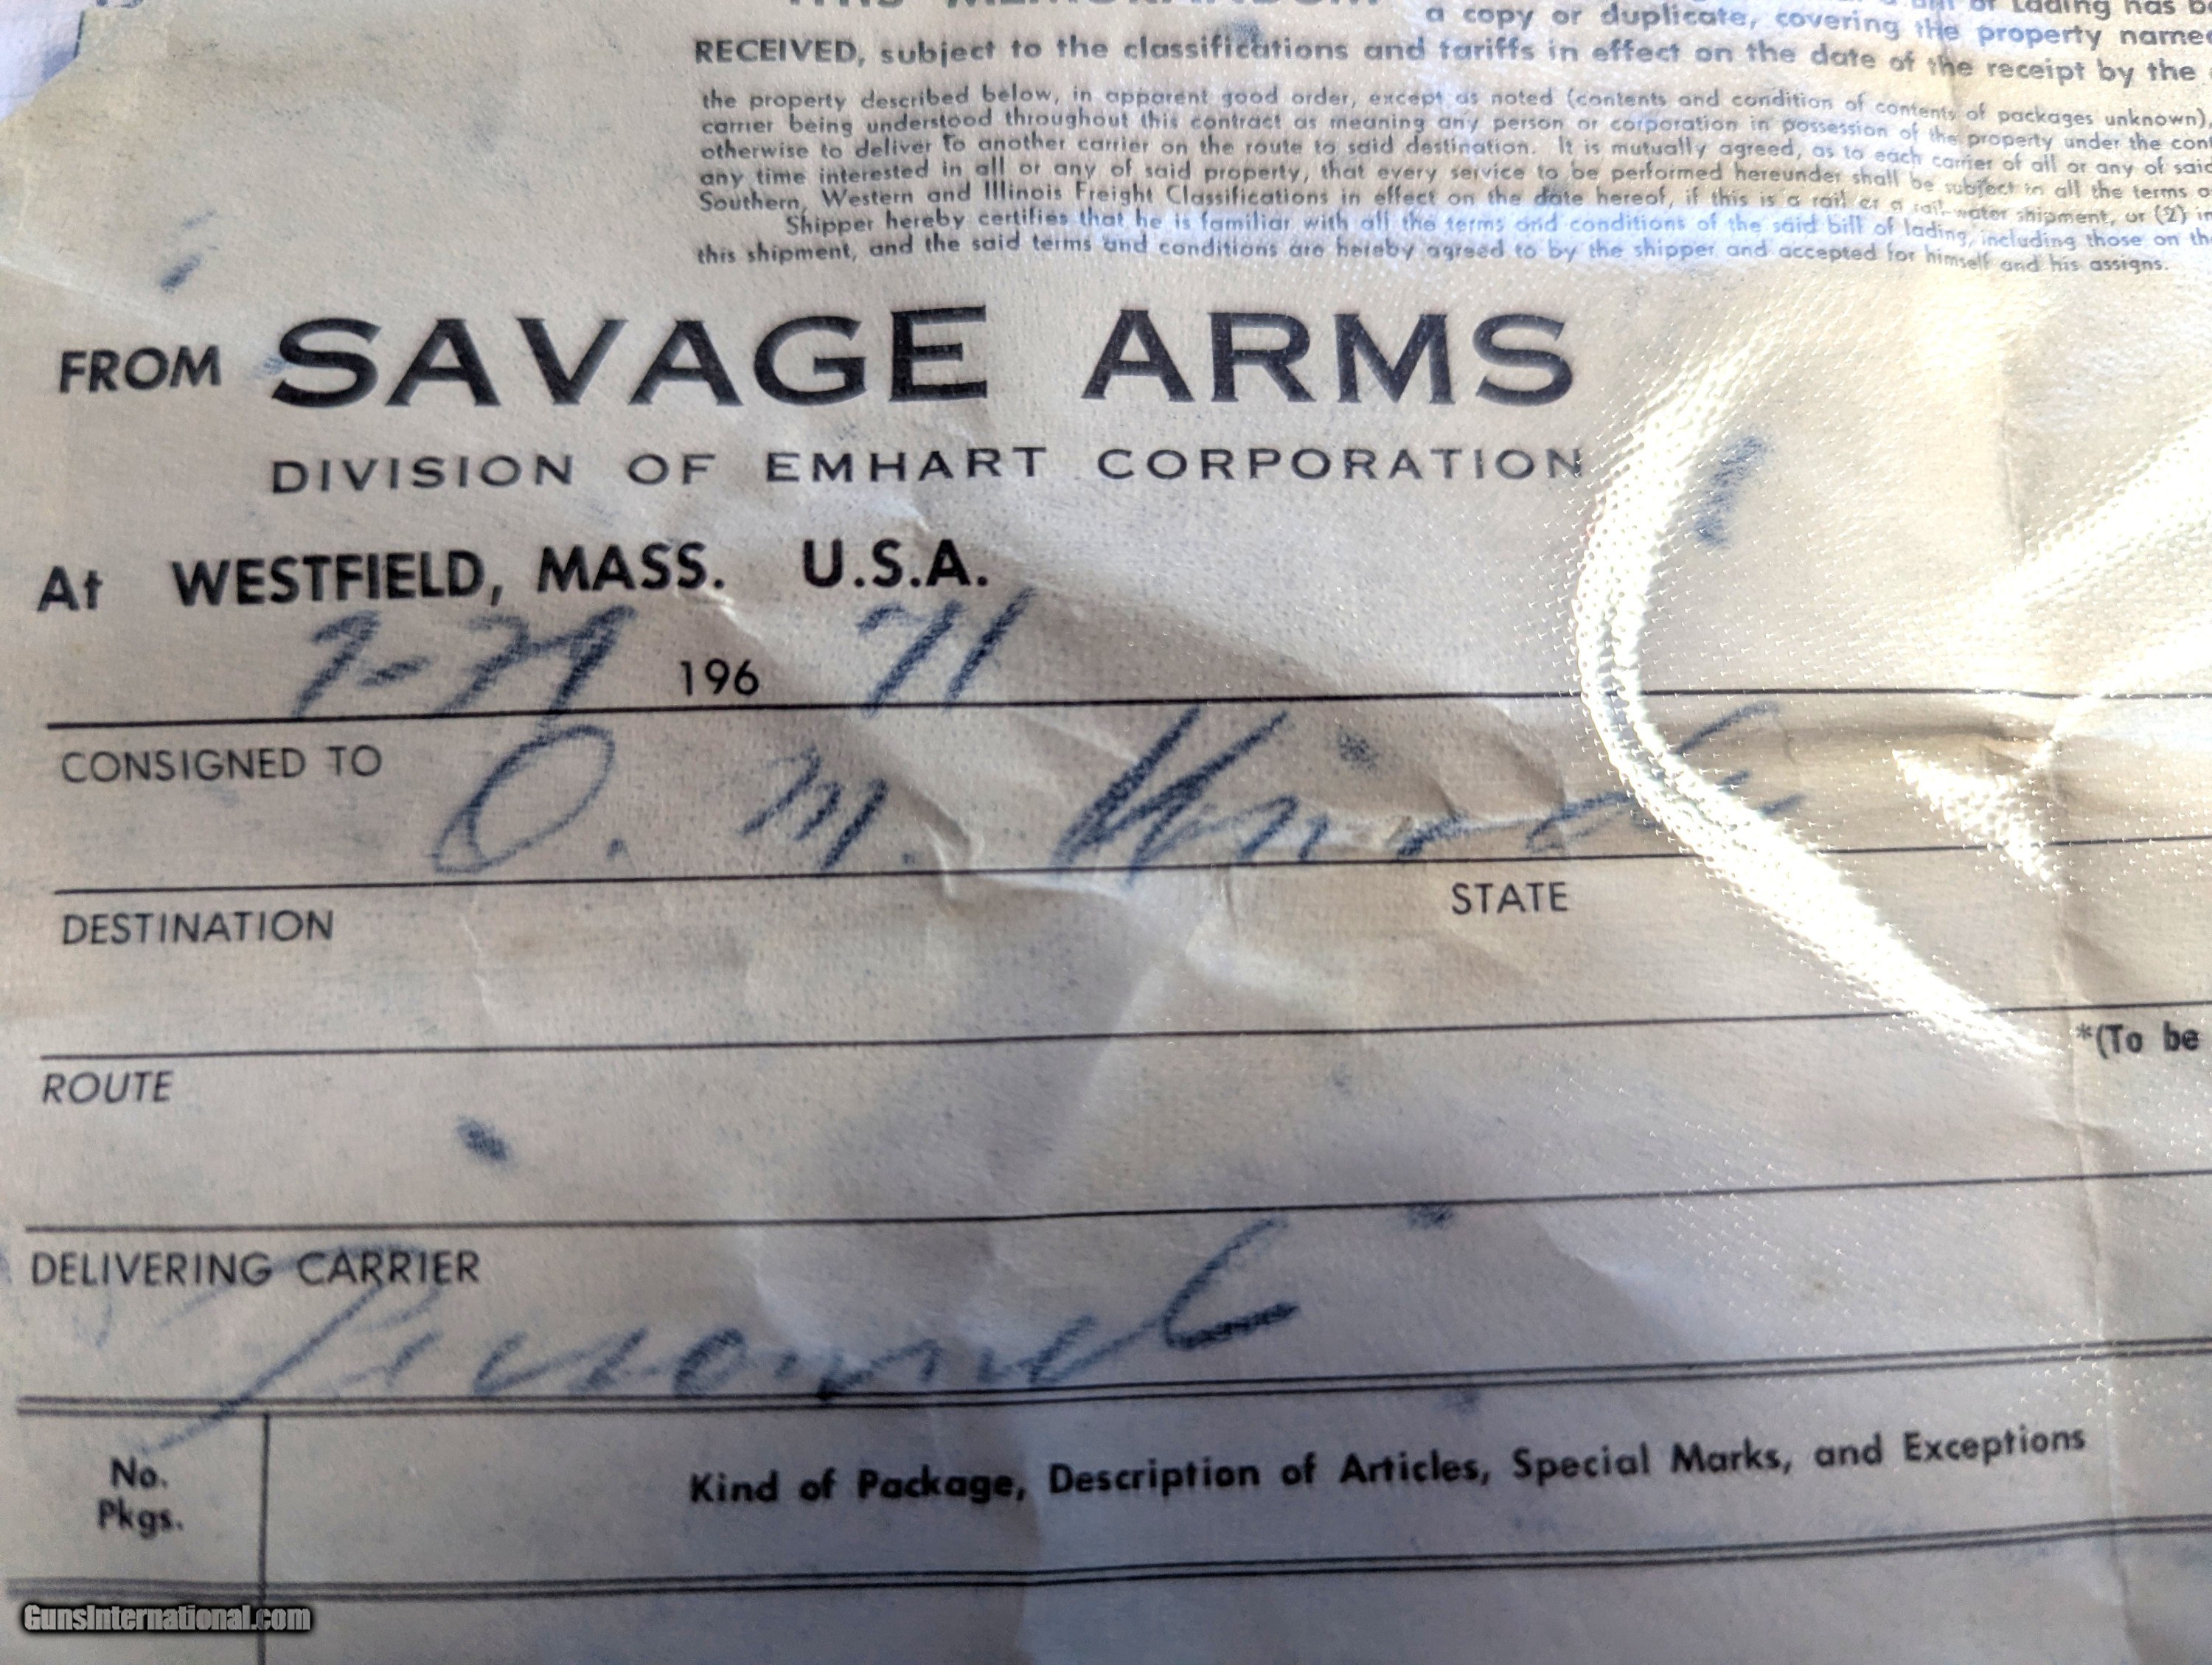 THIS MEMORANDUM
Lading has
a copy or duplicate, covering the property named
RECEIVED, subject to the classifications and tariffs in effect on the date of the receipt by the
the property described below, in apparent good order, except as noted (contents and condition of contents of packages unknown),
carrier being understood throughout this contract as meaning any person or corporation in possession of the property under the
otherwise to deliver to another carrier on the route to said destination. It is mutually agreed, as to each carrier of all or any of said
any time interested in all or any of said property, that every service to be performed hereunder shall be subject to all the terms
Southern, Western and Illinois Freight Classifications in effect on the date hereof, if this is a rail or a rail-water shipment, or (2)
Shipper hereby certifies that he is familiar with all the terms and conditions of the said bill of lading, including those on
this shipment, and the said terms and conditions are hereby agreed to by the shipper and accepted for himself and his assigns.
FROM SAVAGE ARMS
DIVISION OF EMHART CORPORATION
At WESTFIELD, MASS. U.S.A.
7-29 196 71
CONSIGNED TO O. M.
DESTINATION STATE
*(To be
ROUTE
DELIVERING CARRIER
Personnel
No. Pkgs.
Kind of Package, Description of Articles, Special Marks, and Exceptions
GunsInternational.com